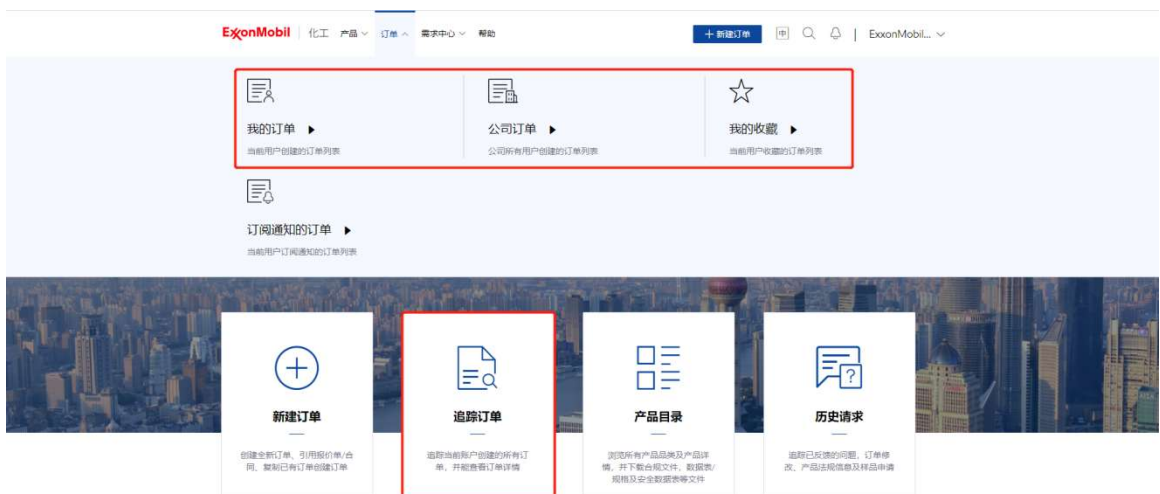 ExxonMobil 化工 产品 订单 需求中心 帮助 + 新建订单 中 | ExxonMobil...
我的订单 ▶ 公司订单 ▶ 我的收藏 ▶
当前用户创建的订单列表 公司所有用户创建的订单列表 当前用户收藏的订单列表
订阅通知的订单 ▶
当前用户订阅通知的订单列表
新建订单 追踪订单 产品目录 历史请求
创建全新订单、引用报价单/合 追踪当前账户创建的所有订 浏览所有产品品类及产品详 追踪已反馈的问题、订单修
同、复制已有订单创建订单 单，并能查看订单详情 情，并下载合规文件、数据表/ 改、产品法规信息及样品申请
规格及安全数据表等文件